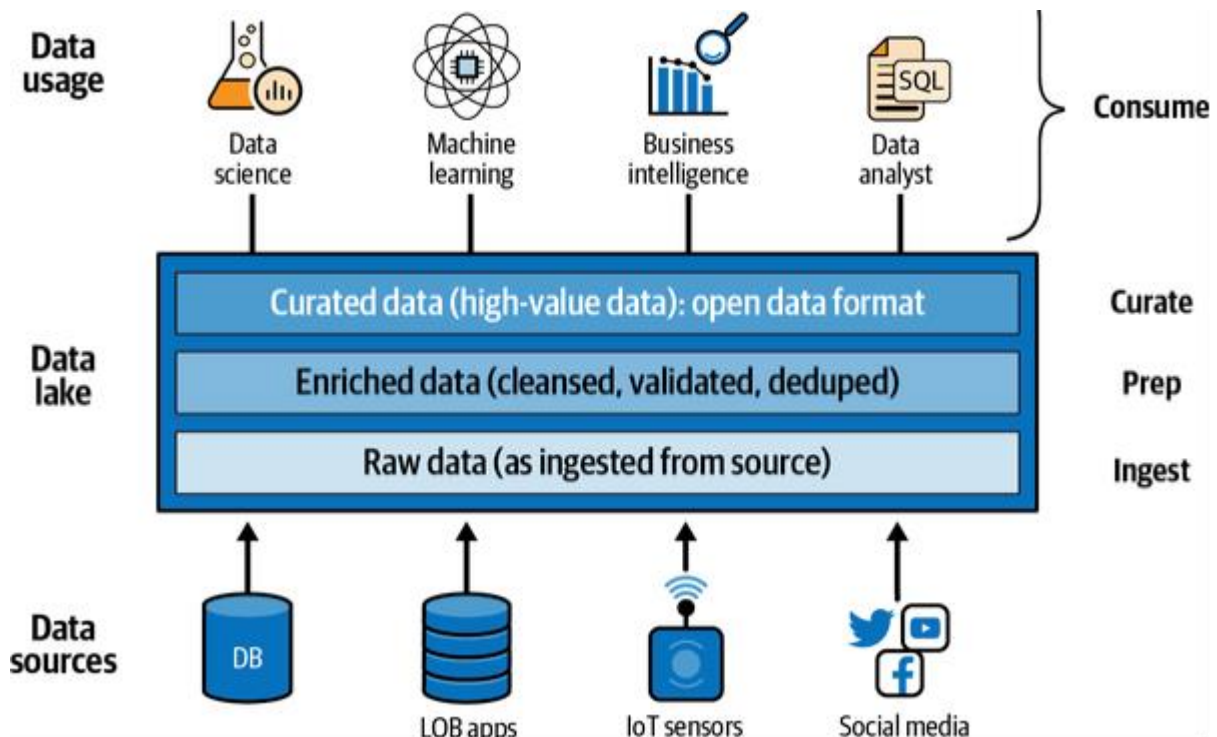 Data
usage
Data
science
Machine
learning
Business
intelligence
SQL
Data
analyst
Consume
Data
lake
Curated data (high-value data): open data format
Curate
Enriched data (cleansed, validated, deduped)
Prep
Raw data (as ingested from source)
Ingest
Data
sources
DB
LOB apps
IoT sensors
Social media